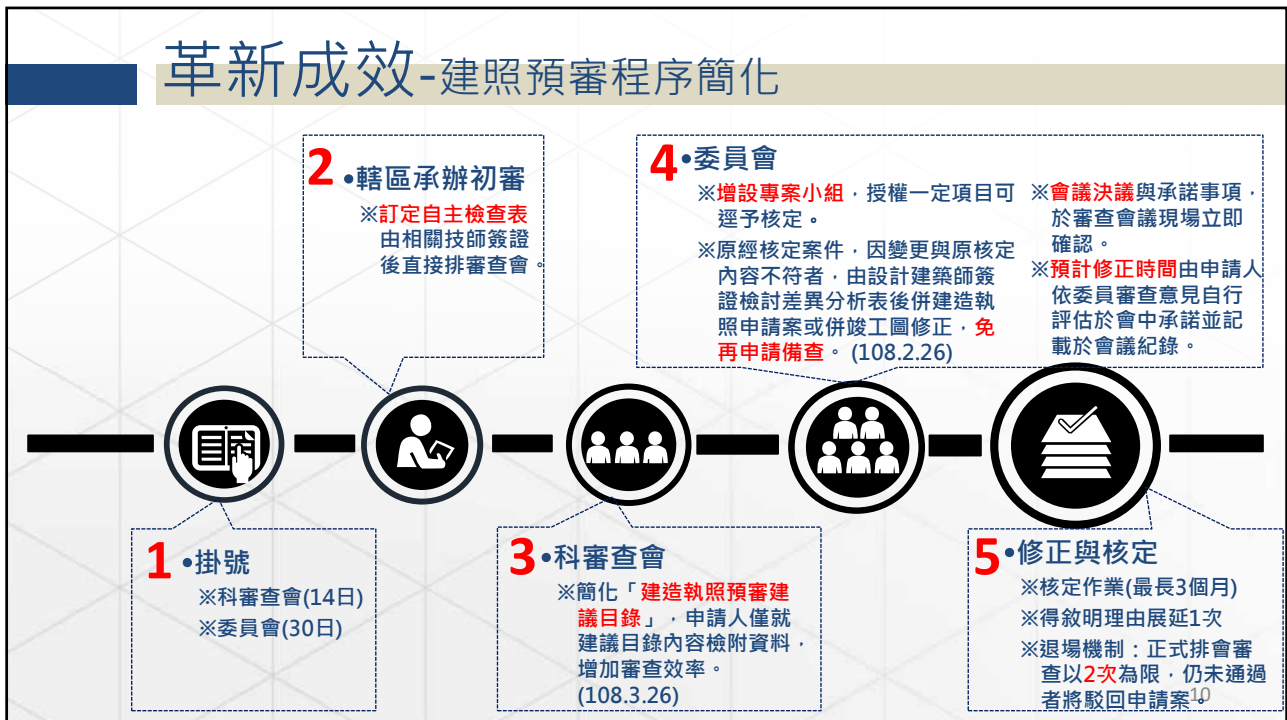 革新成效-建照預審程序簡化
1 •掛號
※科審查會(14日)
※委員會(30日)
2 •轄區承辦初審
※訂定自主檢查表
由相關技師簽證
後直接排審查會。
3 •科審查會
※簡化「建造執照預審建
議目錄」，申請人僅就
建議目錄內容檢附資料，
增加審查效率。
(108.3.26)
4 •委員會
※增設專案小組，授權一定項目可
逕予核定。
※原經核定案件，因變更與原核定
內容不符者，由設計建築師簽
證檢討差異分析表後併建造執
照申請案或併竣工圖修正，免
再申請備查。 (108.2.26)
※會議決議與承諾事項，
於審查會議現場立即
確認。
※預計修正時間由申請人
依委員審查意見自行
評估於會中承諾並記
載於會議紀錄。
5 •修正與核定
※核定作業(最長3個月)
※得敘明理由展延1次
※退場機制：正式排會審
查以2次為限，仍未通過
者將駁回申請案。
10